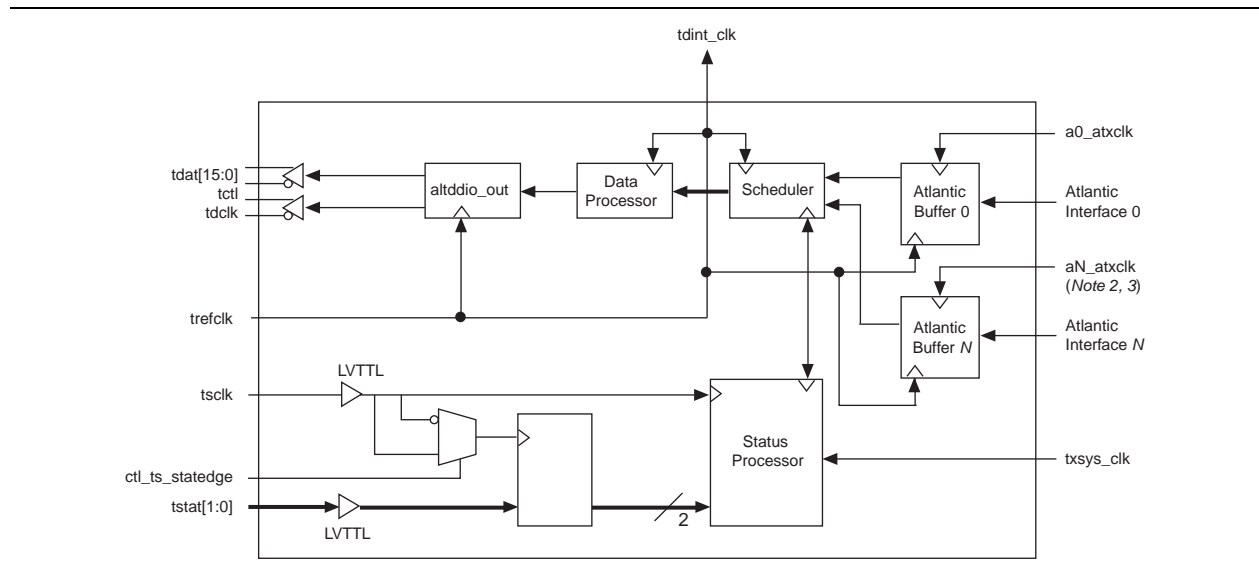 tdint_clk
tdat[15:0]
tctl
tdclk
altddio_out
Data
Processor
Scheduler
Atlantic
Buffer 0
a0_atxclk
Atlantic
Interface 0
aN_atxclk
(Note 2, 3)
trefclk
Atlantic
Buffer N
Atlantic
Interface N
LVTTL
tsclk
Status
Processor
txsys_clk
ctl_ts_statedge
tstat[1:0]
LVTTL
2